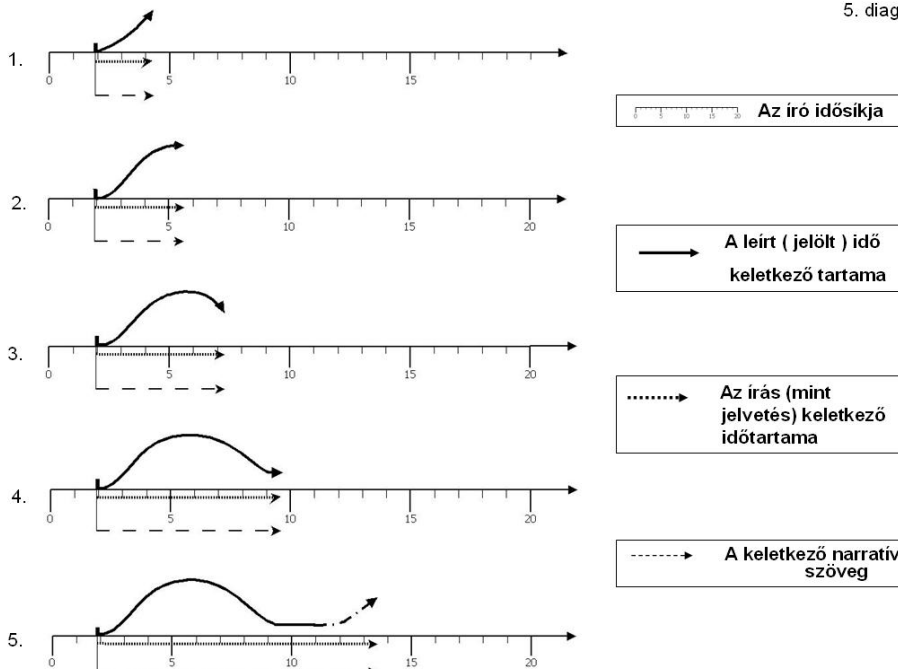 5. diag
1.
0 5 10 15
0 5 10 15 20
Az író idősíkja
2.
0 5 10 15 20
A leírt ( jelölt ) idő
keletkező tartama
3.
0 5 10 15 20
Az írás (mint
jelvetés) keletkező
időtartama
4.
0 5 10 15 20
A keletkező narratív
szöveg
5.
0 5 10 15 20